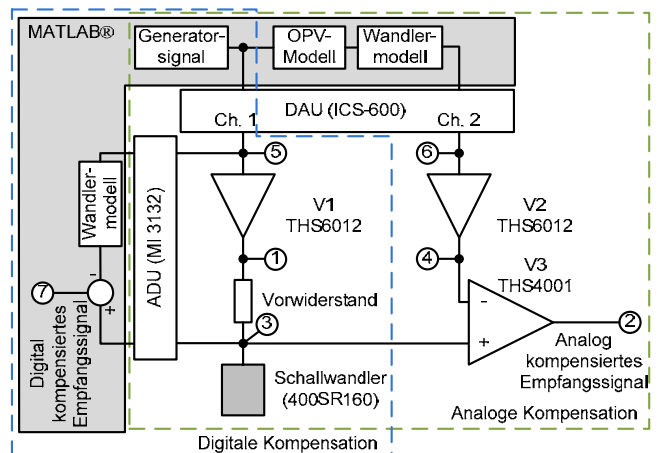 MATLAB®
Generator-
signal
OPV-
Modell
Wandler-
modell
DAU (ICS-600)
Ch. 1
Ch. 2
5
6
Wandler-
modell
ADU (MI 3132)
V1
THS6012
V2
THS6012
1
4
V3
THS4001
-
7
+
Vorwiderstand
3
-
+
2
Digital
kompensiertes
Empfangssignal
Schallwandler
(400SR160)
Analog
kompensiertes
Empfangssignal
Analoge Kompensation
Digitale Kompensation